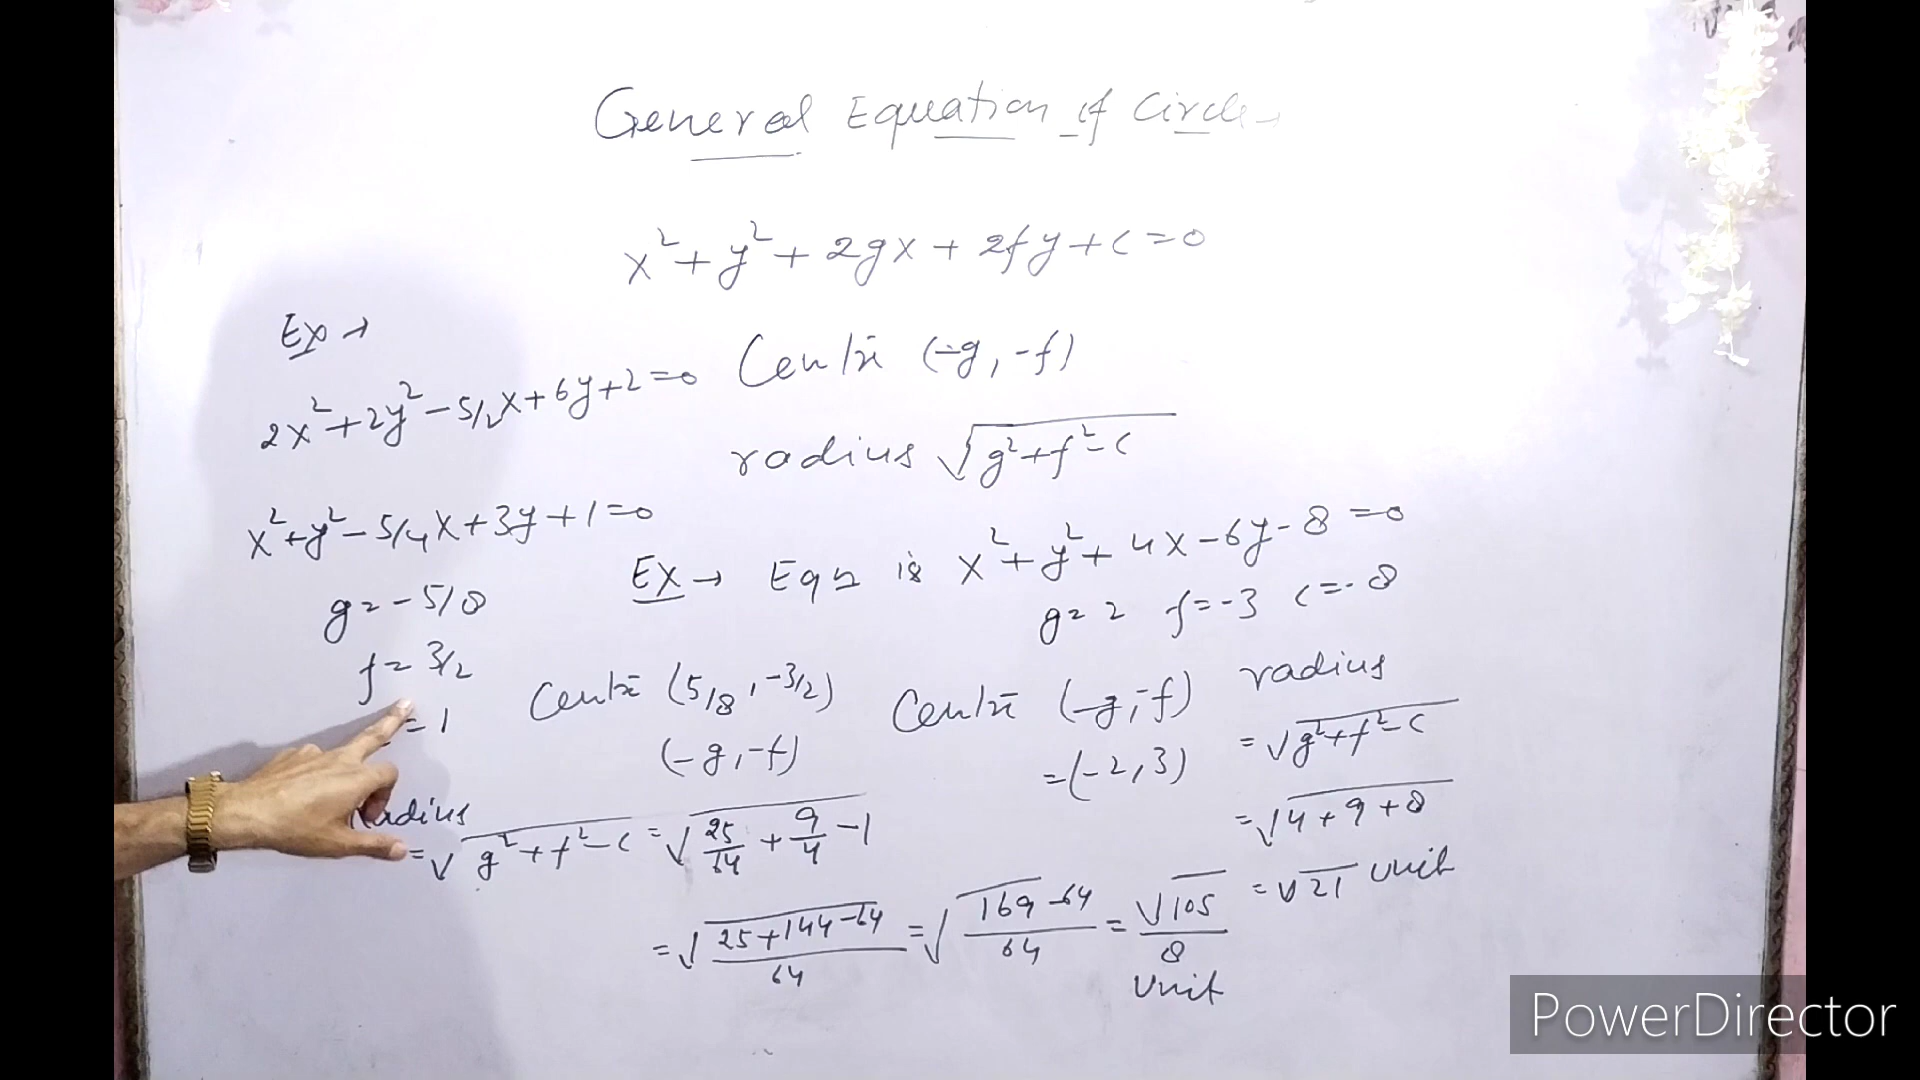 General Equation of Circle
x² + y² + 2gx + 2fy + c = 0
Ex →
2x² + 2y² - 5/2x + 6y + 2 = 0
x² + y² - 5/4x + 3y + 1 = 0
g = - 5/8
f = 3/2
= 1
Centre (5/8, -3/2)
(-g, -f)
Radius
= √g² + f² - c = √25/64 + 9/4 - 1
= √25 + 144 - 64/64 = √169 - 64/64 = √105/8
Unit
Centre (-g, -f)
radius √g² + f² - c
Ex → Eqn is x² + y² + 4x - 6y - 8 = 0
g = 2 f = -3 c = - 8
Centre (-g, -f)
= (-2, 3)
radius
= √g² + f² - c
= √4 + 9 + 8
= √21 unit
PowerDirector